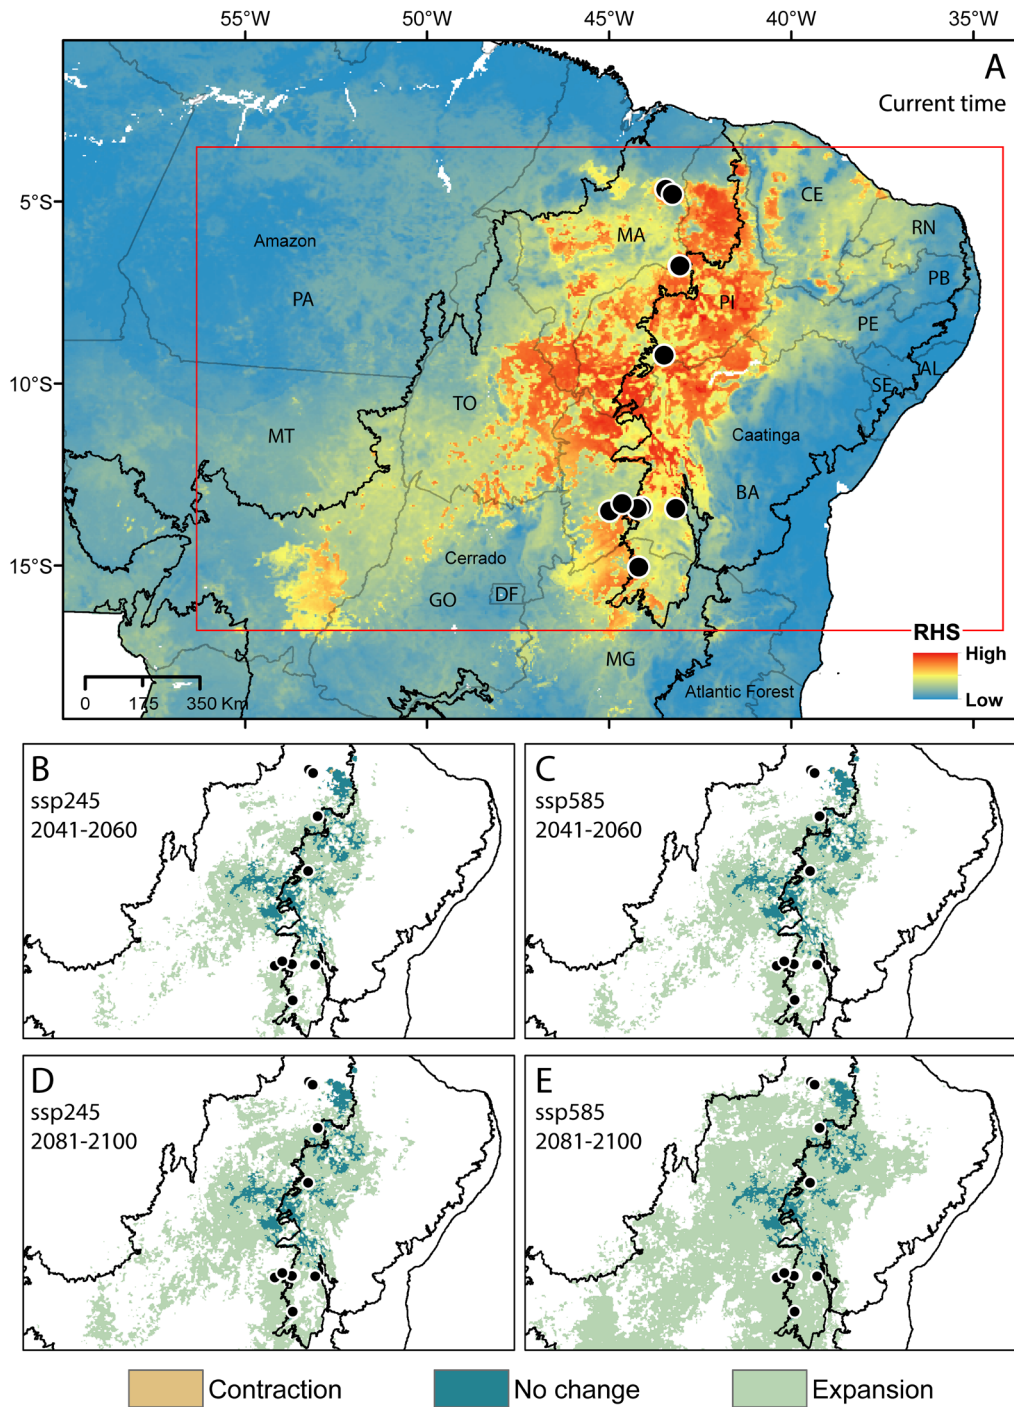 55°W 50°W 45°W 40°W 35°W
A
Current time
5°S
CE
MA
RN
Amazon
PB
PA
PI
PE
AL
10°S
SE
TO
MT
Caatinga
BA
15°S
Cerrado
GO
DF
MG
RHS
High
Low
Atlantic Forest
0 175 350 Km
B
ssp245
2041-2060
C
ssp585
2041-2060
D
ssp245
2081-2100
E
ssp585
2081-2100
Contraction No change Expansion